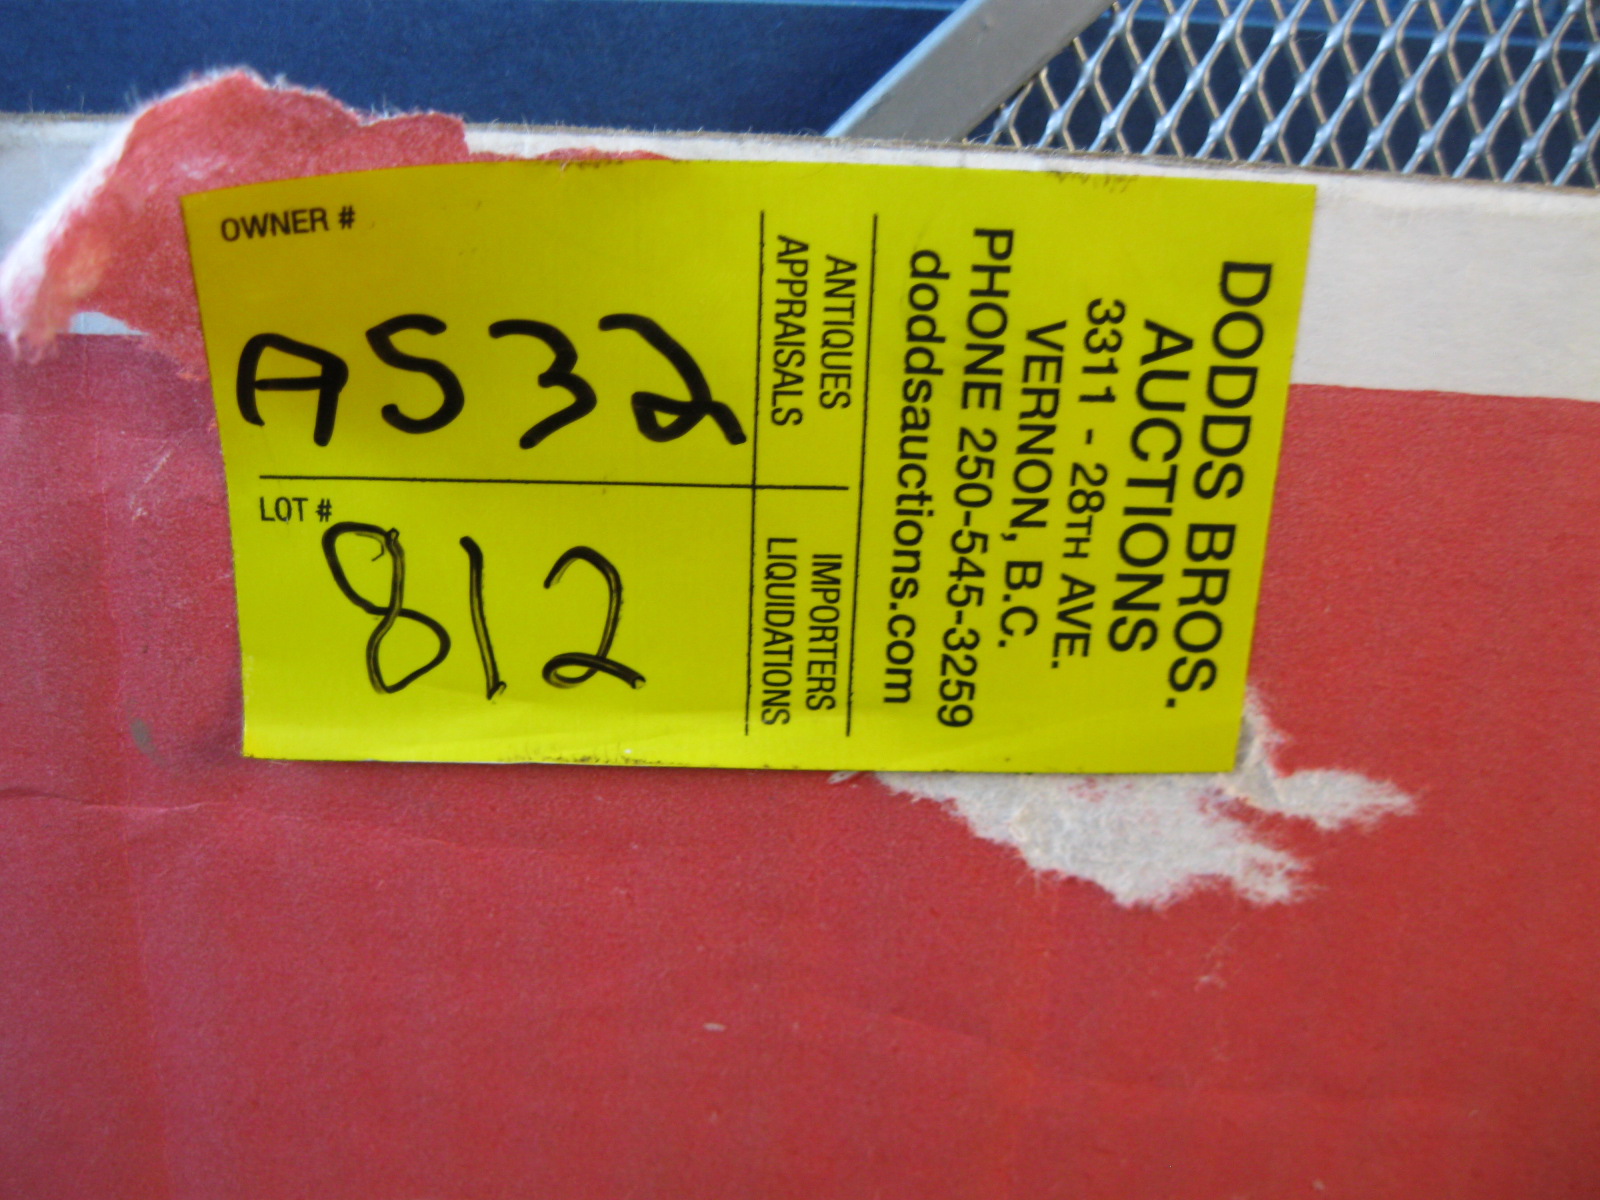 DODDS BROS.
AUCTIONS
3311 - 28TH AVE.
VERNON, B.C.
PHONE 250-545-3259
doddsauctions.com
ANTIQUES
APPRAISALS
IMPORTERS
LIQUIDATIONS
OWNER #
A532
LOT #
812